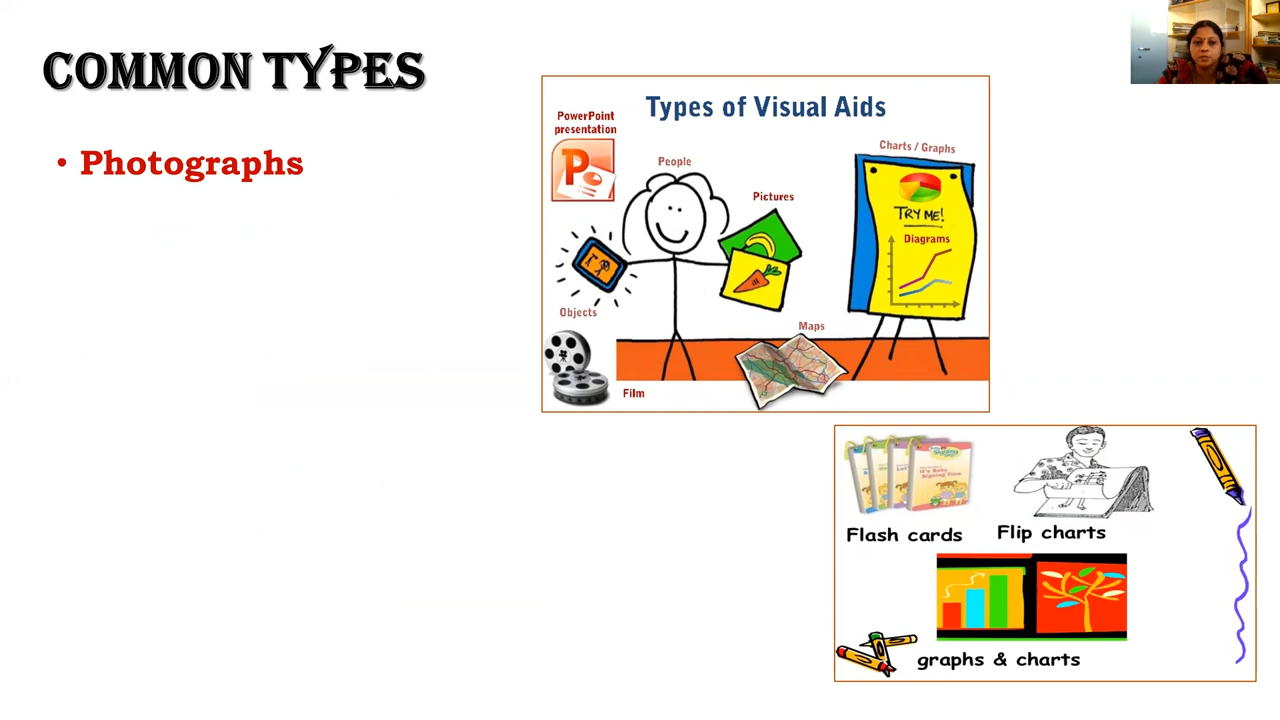 COMMON TYPES
• Photographs
Types of Visual Aids
PowerPoint
presentation
People
Pictures
Charts / Graphs
TRY ME!
Diagrams
Objects
Maps
Film
Flash cards
Flip charts
graphs & charts